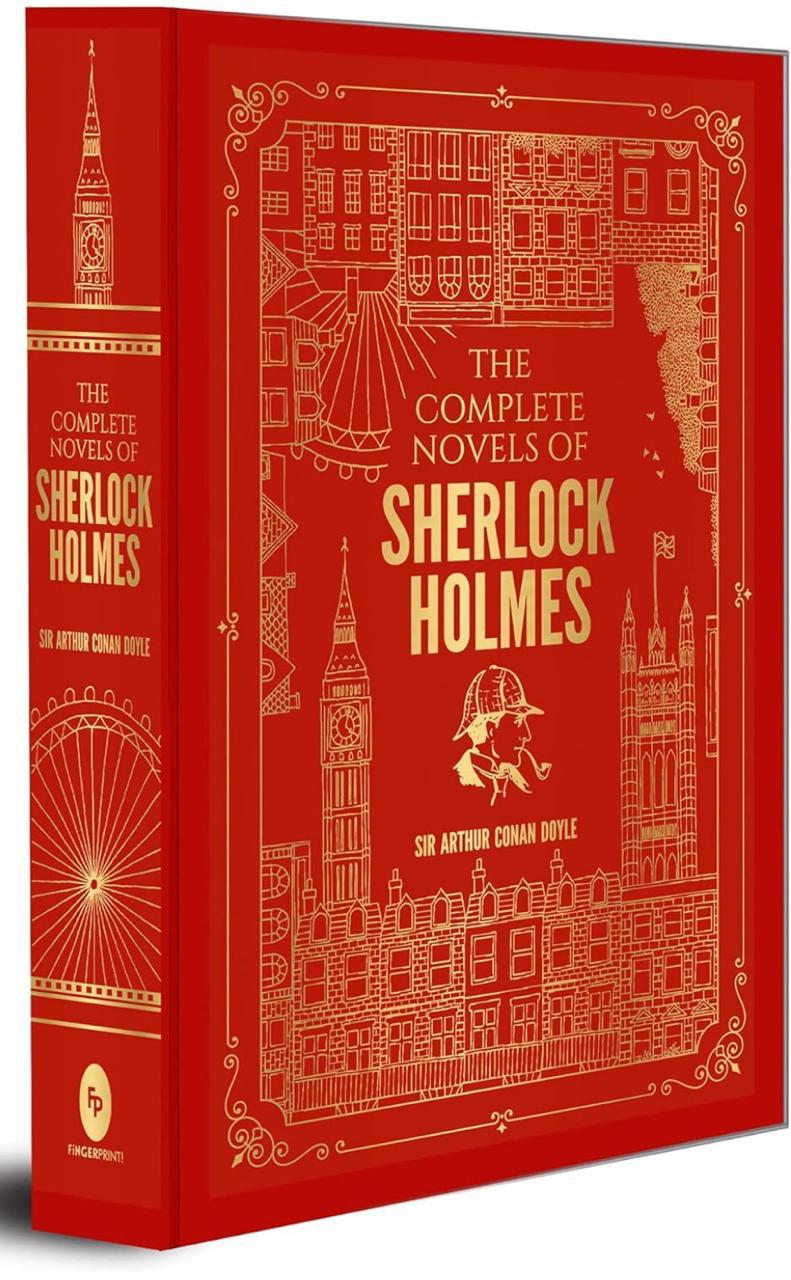 THE
COMPLETE
NOVELS OF
SHERLOCK
HOLMES
SIR ARTHUR CONAN DOYLE
FP
FiNGERPRINT!
THE
COMPLETE
NOVELS OF
SHERLOCK
HOLMES
SIR ARTHUR CONAN DOYLE